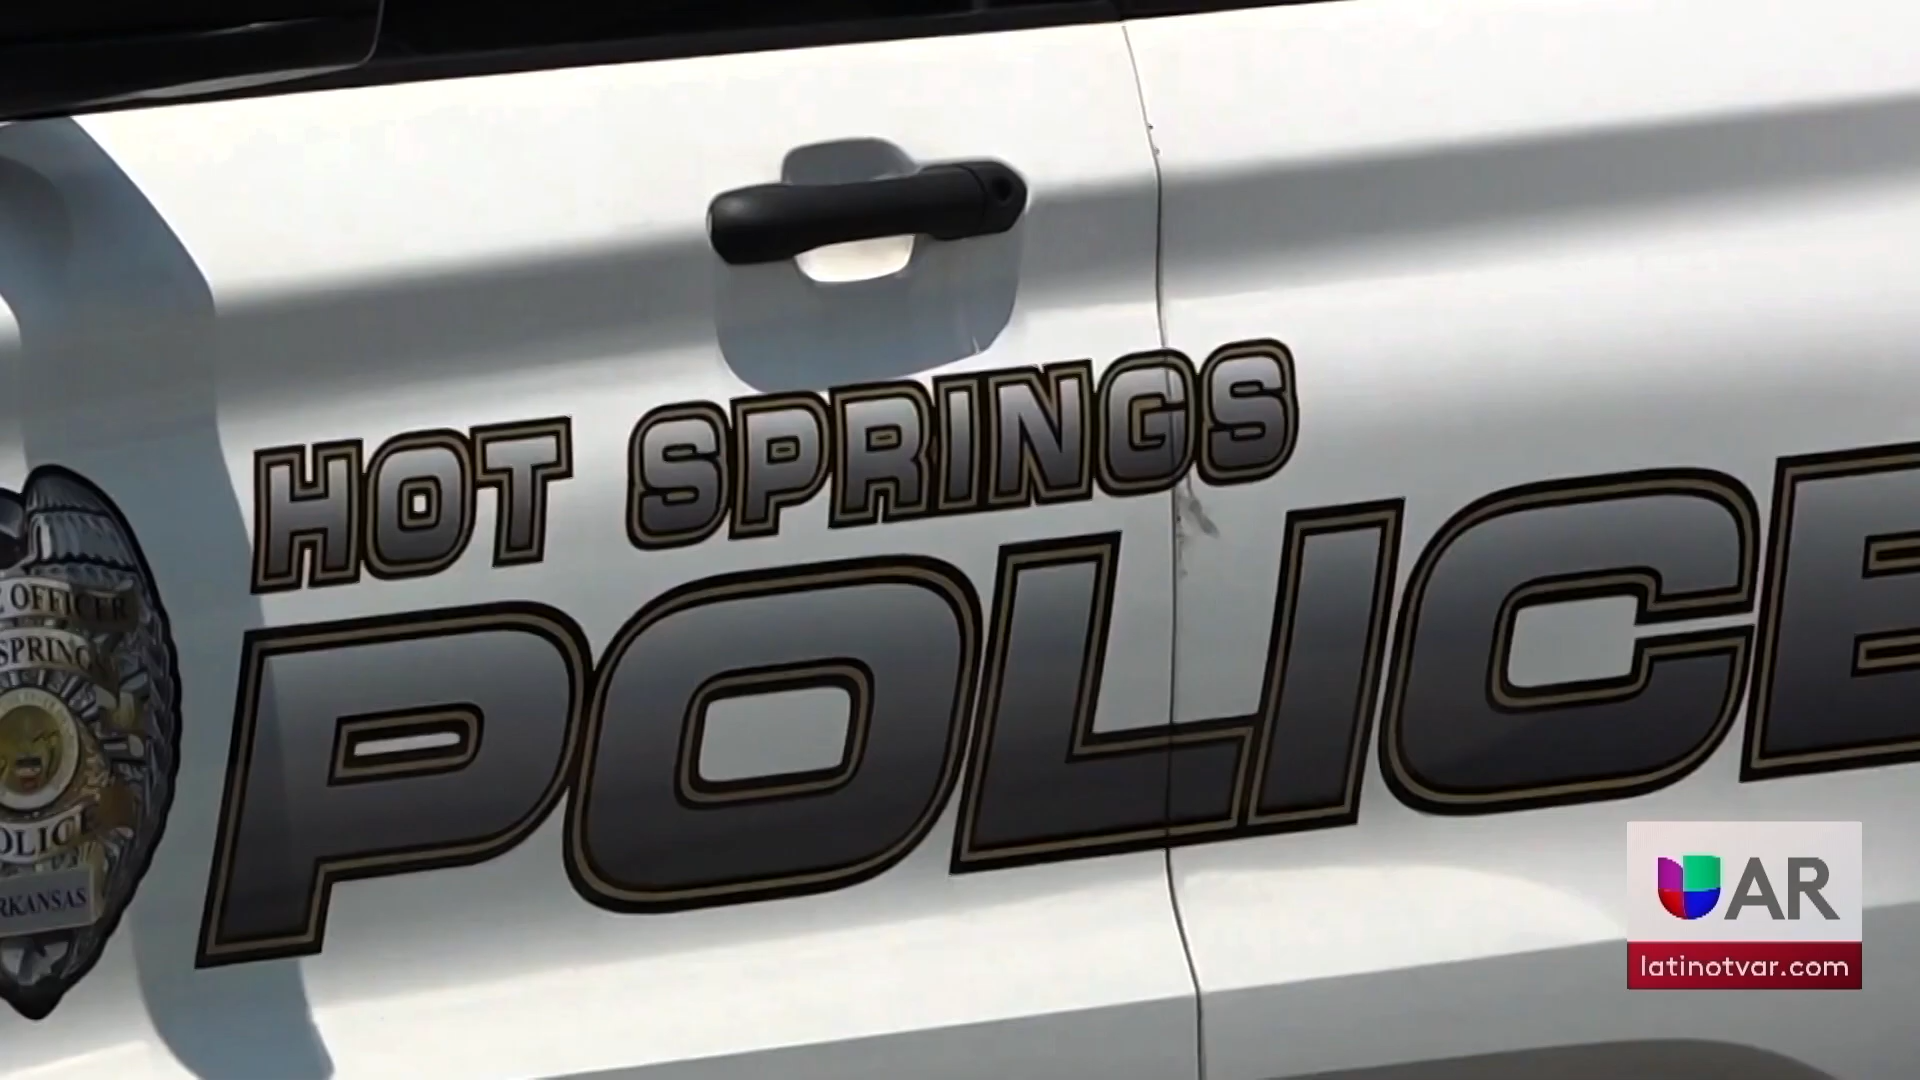 HOT SPRINGS
POLICE
E OFFICER
SPRING
OLICE
RKANSAS
AR
latinotvar.com